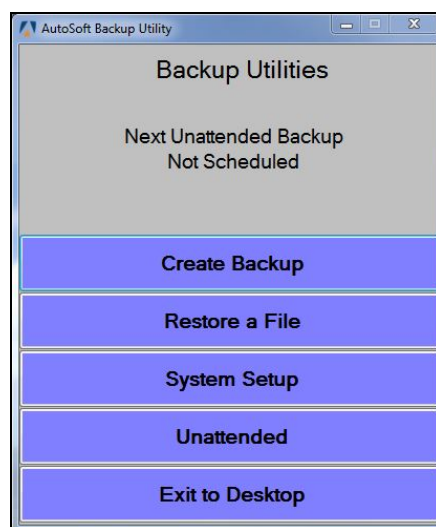 AutoSoft Backup Utility
Backup Utilities
Next Unattended Backup
Not Scheduled
Create Backup
Restore a File
System Setup
Unattended
Exit to Desktop